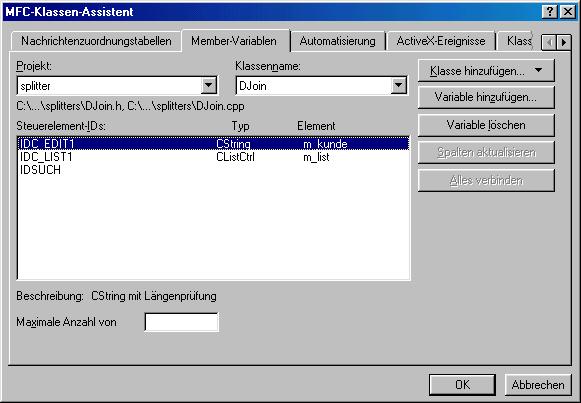 MFC-Klassen-Assistent
Nachrichtenzuordnungstabellen Member-Variablen Automatisierung ActiveX-Ereignisse Klass
Projekt: Klassenname: Klasse hinzufügen...
splitter DJoin
Variable hinzufügen...
C:\...\splitters\DJoin.h, C:\...\splitters\DJoin.cpp
Steuerelement-IDs: Typ Element Variable löschen
IDC_EDIT1 CString m_kunde
Spalten aktualisieren
IDC_LIST1 CListCtrl m_list
IDSUCH
Alles verbinden
Beschreibung: CString mit Längenprüfung
Maximale Anzahl von
OK Abbrechen